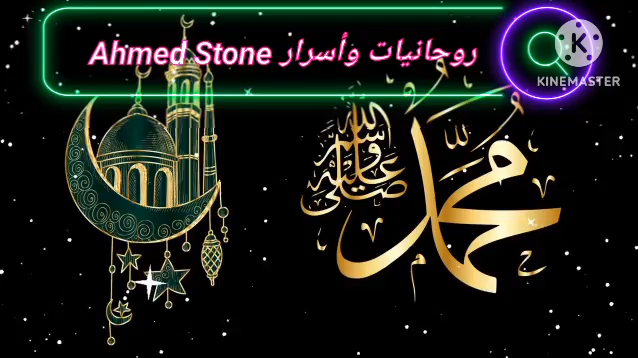 روحانيات وأسرار Ahmed Stone
KINEMASTER
محمد
صلى الله عليه وسلم